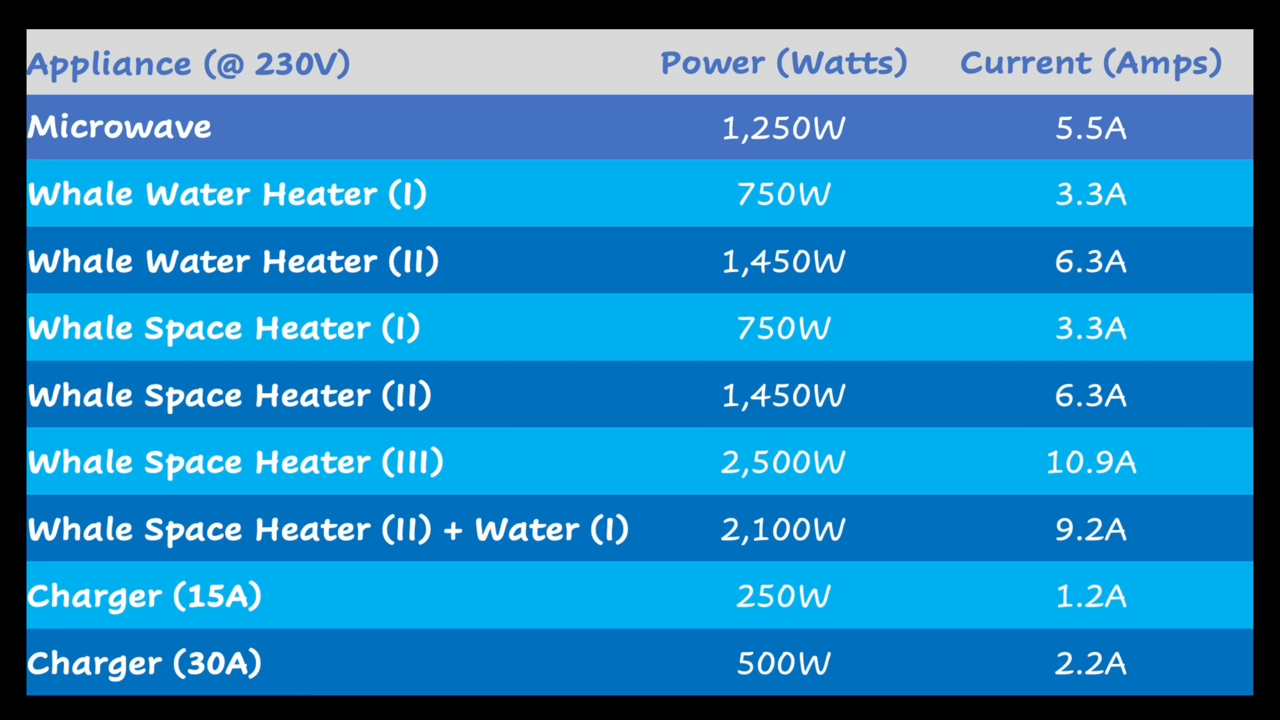 Appliance (@ 230V) Power (Watts) Current (Amps)
Microwave 1,250W 5.5A
Whale Water Heater (I) 750W 3.3A
Whale Water Heater (II) 1,450W 6.3A
Whale Space Heater (I) 750W 3.3A
Whale Space Heater (II) 1,450W 6.3A
Whale Space Heater (III) 2,500W 10.9A
Whale Space Heater (II) + Water (I) 2,100W 9.2A
Charger (15A) 250W 1.2A
Charger (30A) 500W 2.2A